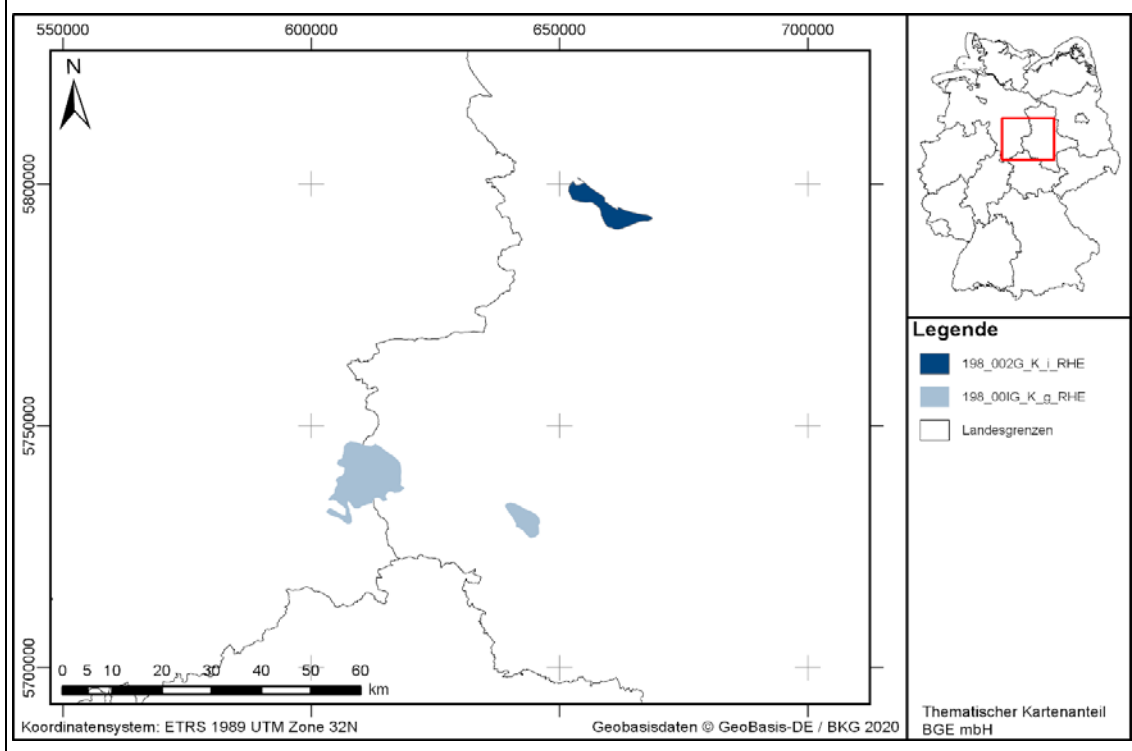 550000 600000 650000 700000
N
5800000
5750000
5700000
0 5 10 20 30 40 50 60
km
Koordinatensystem: ETRS 1989 UTM Zone 32N
Geobasisdaten © GeoBasis-DE / BKG 2020
Legende
198_002G_K_i_RHE
198_00IG_K_g_RHE
Landesgrenzen
Thematischer Kartenanteil
BGE mbH